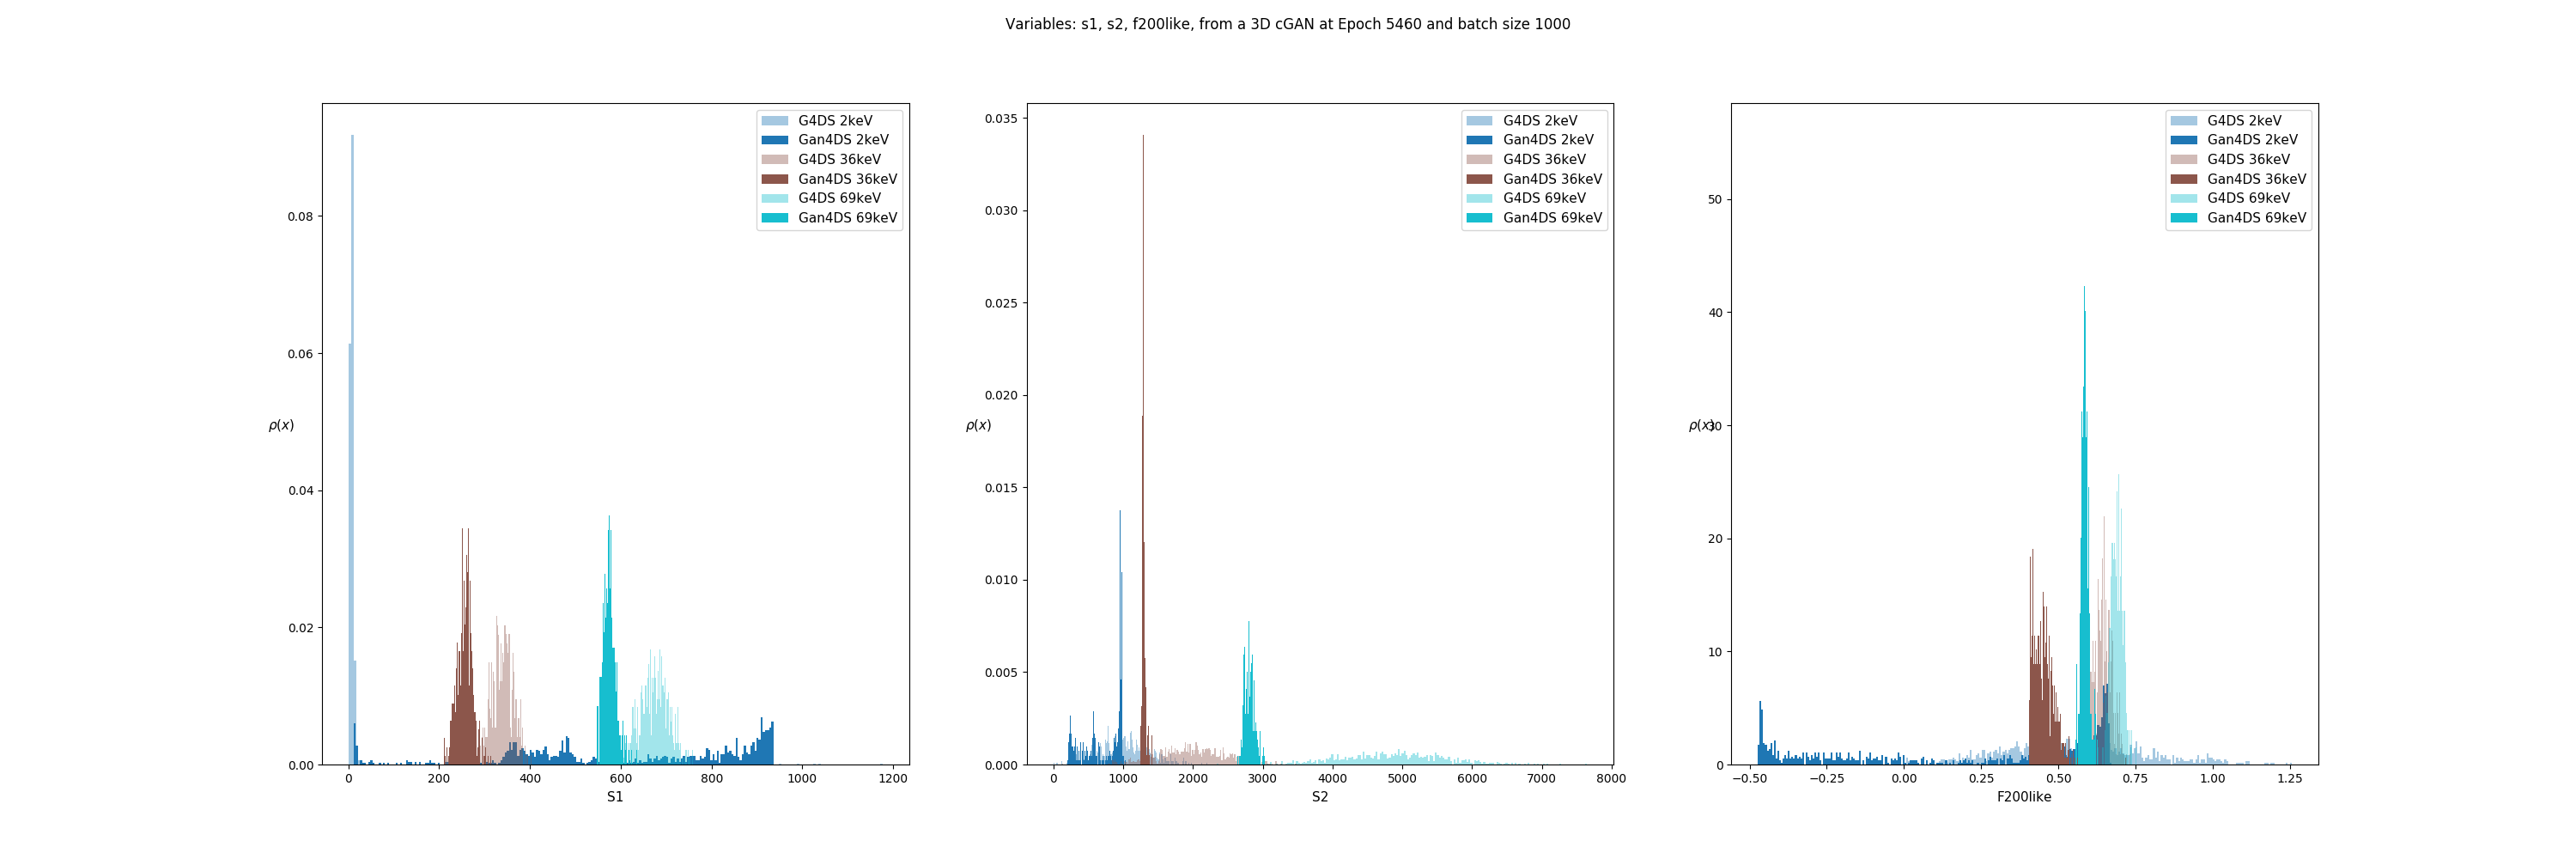 Variables: s1, s2, f200like, from a 3D cGAN at Epoch 5460 and batch size 1000
G4DS 2keV
Gan4DS 2keV
G4DS 36keV
Gan4DS 36keV
G4DS 69keV
Gan4DS 69keV
0.08
0.06
0.04
0.02
0.00
ρ(x)
0 200 400 600 800 1000 1200
S1
G4DS 2keV
Gan4DS 2keV
G4DS 36keV
Gan4DS 36keV
G4DS 69keV
Gan4DS 69keV
0.035
0.030
0.025
0.020
0.015
0.010
0.005
0.000
ρ(x)
0 1000 2000 3000 4000 5000 6000 7000 8000
S2
G4DS 2keV
Gan4DS 2keV
G4DS 36keV
Gan4DS 36keV
G4DS 69keV
Gan4DS 69keV
50
40
30
20
10
0
ρ(x)
−0.50 −0.25 0.00 0.25 0.50 0.75 1.00 1.25
F200like